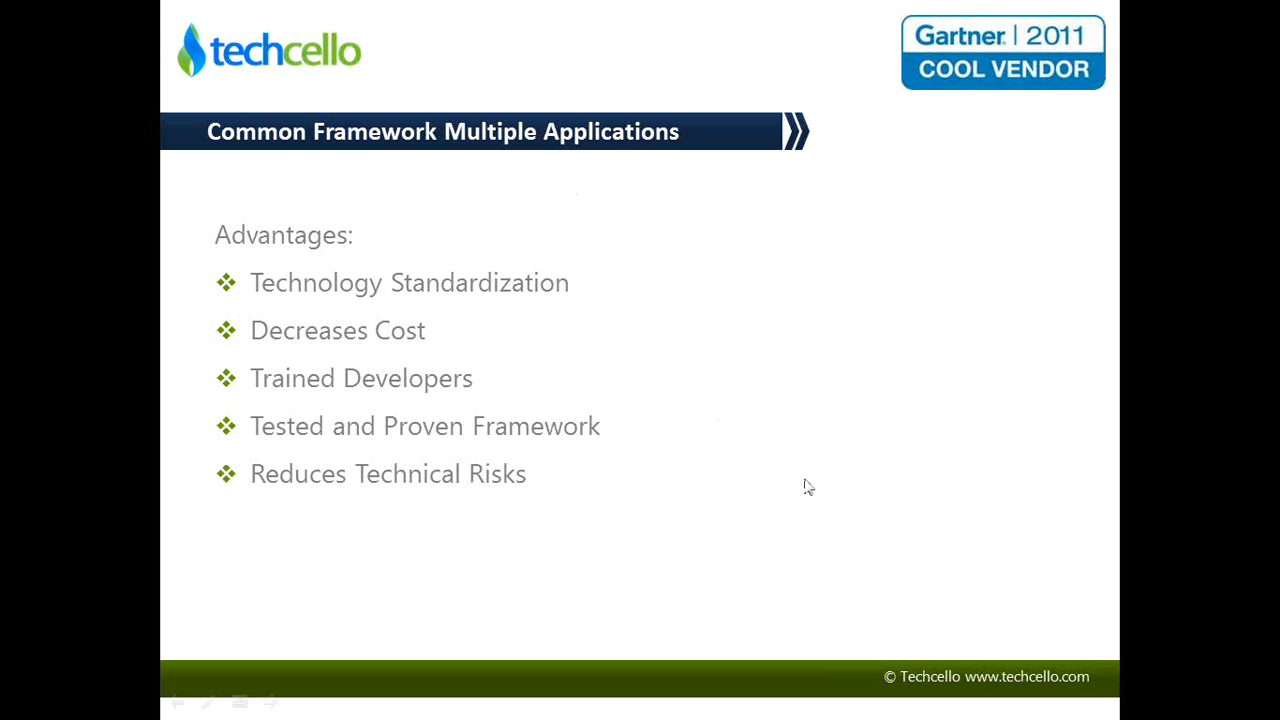 techcello
Gartner. | 2011
COOL VENDOR
Common Framework Multiple Applications
Advantages:
Technology Standardization
Decreases Cost
Trained Developers
Tested and Proven Framework
Reduces Technical Risks
© Techcello www.techcello.com